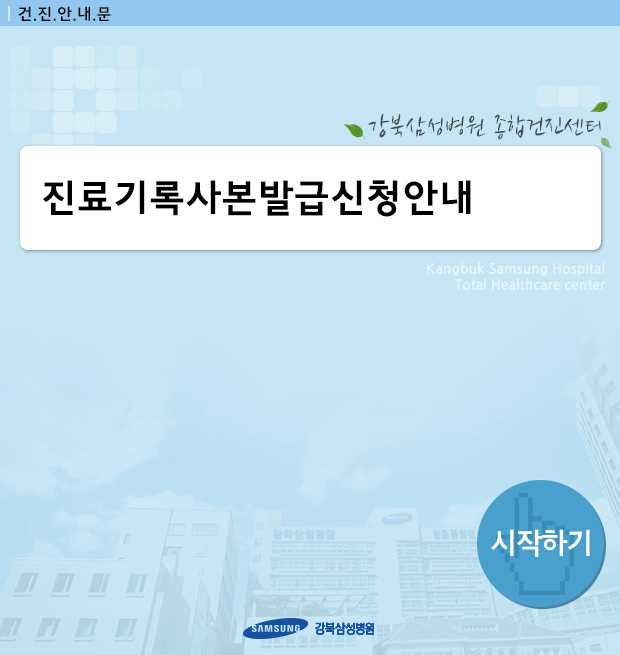 건.진.안.내.문
강북삼성병원 종합건진센터
진료기록사본발급신청안내
Kangbuk Samsung Hospital
Total Healthcare center
시작하기
SAMSUNG 강북삼성병원